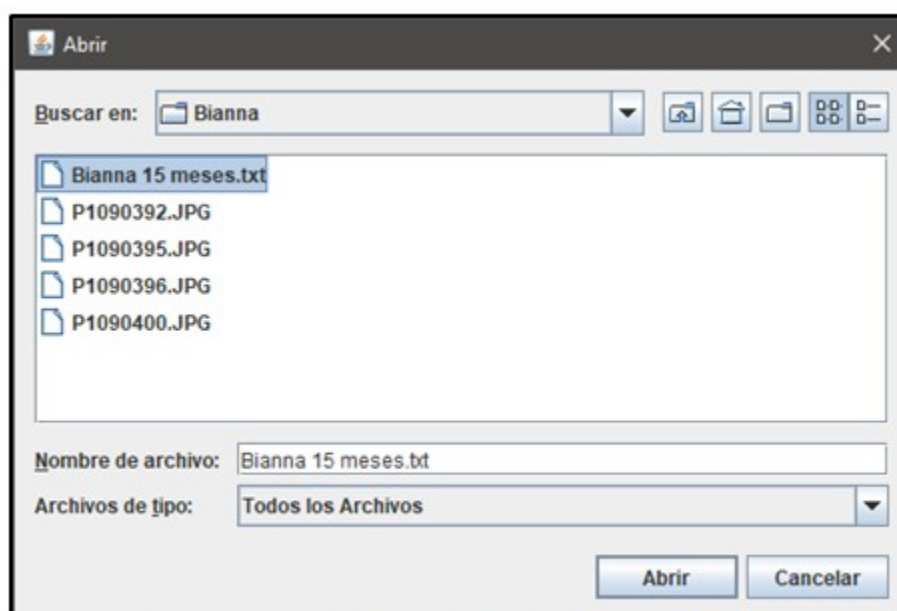 Abrir
Buscar en: Bianna
Bianna 15 meses.txt
P1090392.JPG
P1090395.JPG
P1090396.JPG
P1090400.JPG
Nombre de archivo: Bianna 15 meses.txt
Archivos de tipo: Todos los Archivos
Abrir Cancelar